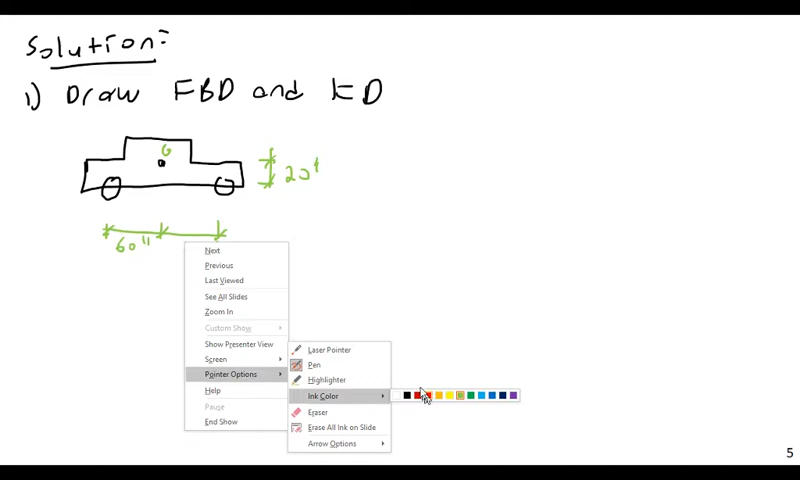 Solution:
1) Draw FBD and KD
G
20"
60"
Next
Previous
Last Viewed
See All Slides
Zoom In
Custom Show
Show Presenter View
Screen
Pointer Options
Help
Pause
End Show
Laser Pointer
Pen
Highlighter
Ink Color
Eraser
Erase All Ink on Slide
Arrow Options
5